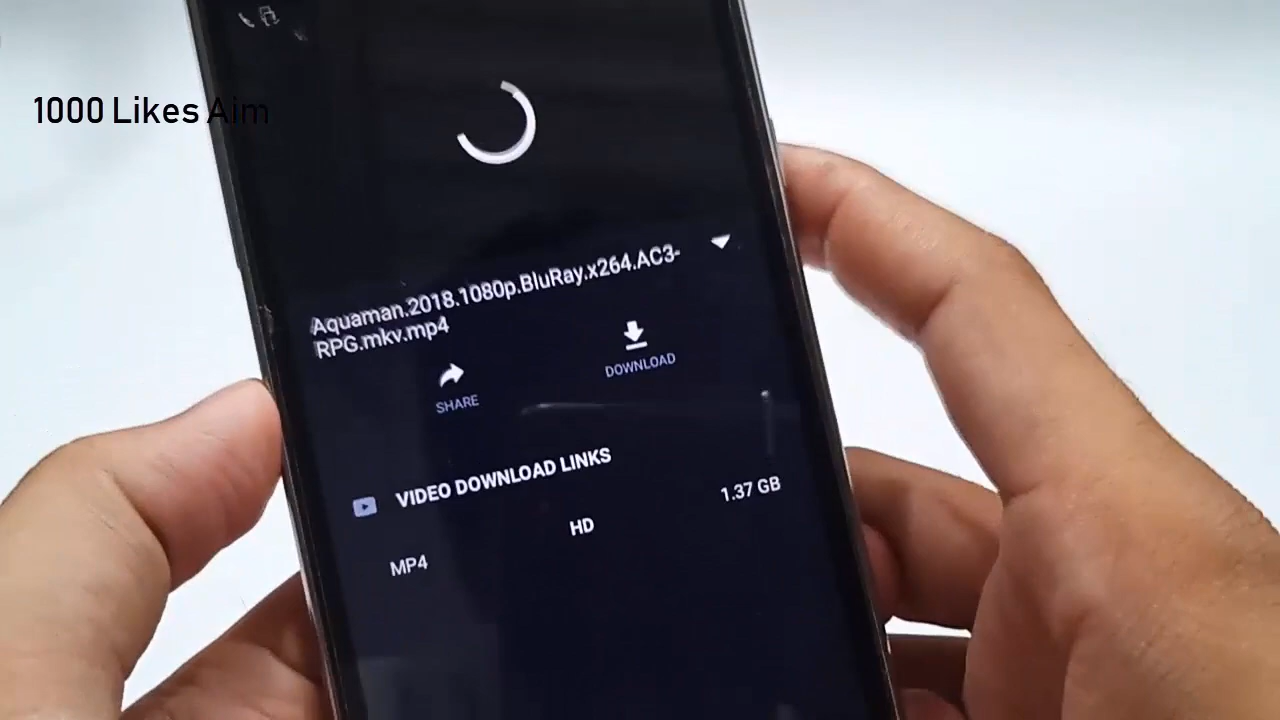 1000 Likes Aim
Aquaman.2018.1080p.BluRay.x264.AC3-
RPG.mkv.mp4
SHARE
DOWNLOAD
VIDEO DOWNLOAD LINKS
MP4
HD
1.37 GB